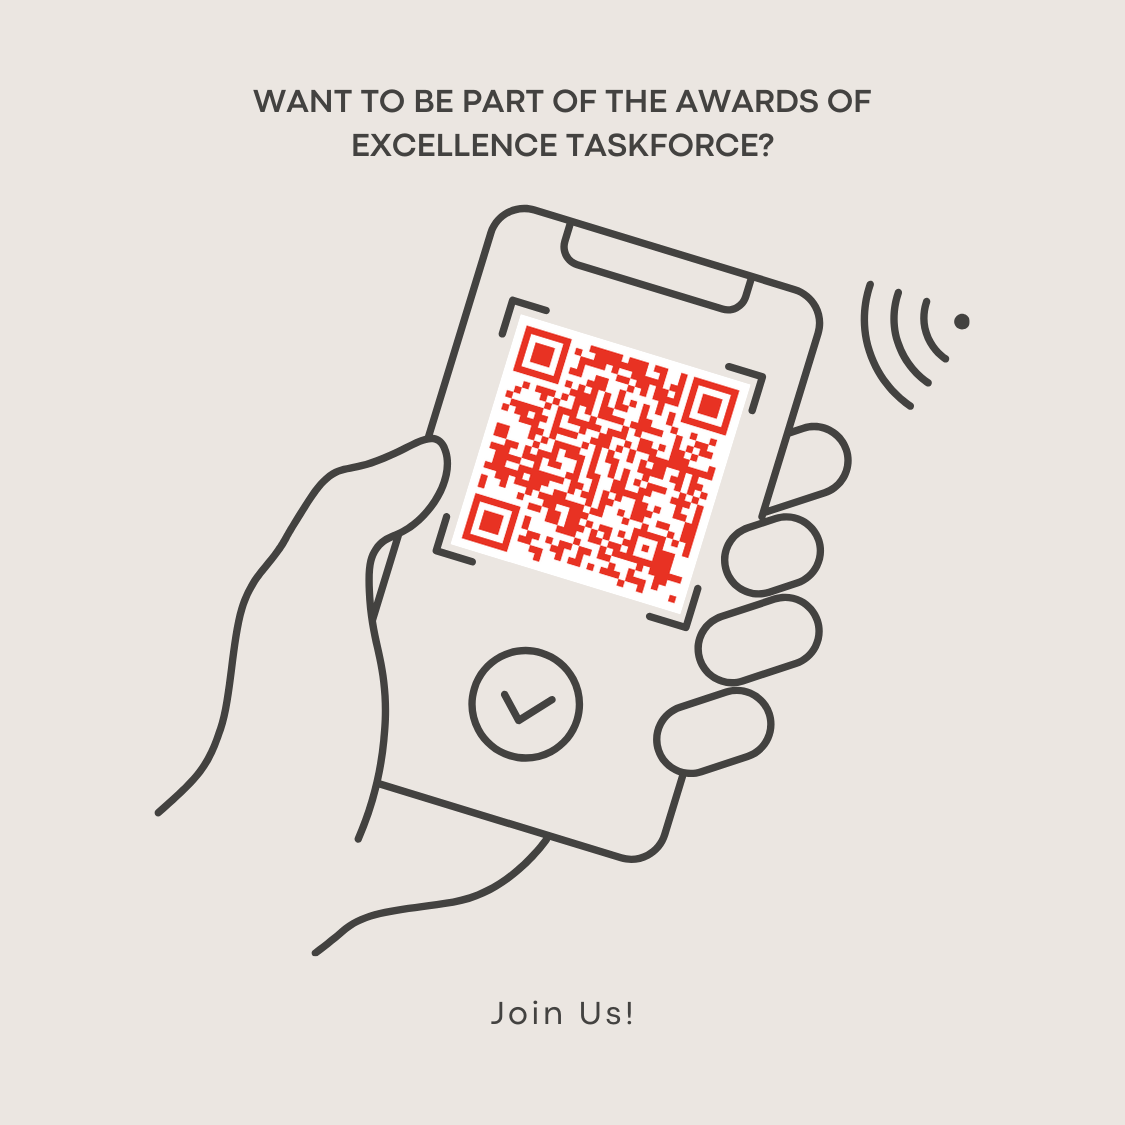 WANT TO BE PART OF THE AWARDS OF
EXCELLENCE TASKFORCE?
Join Us!